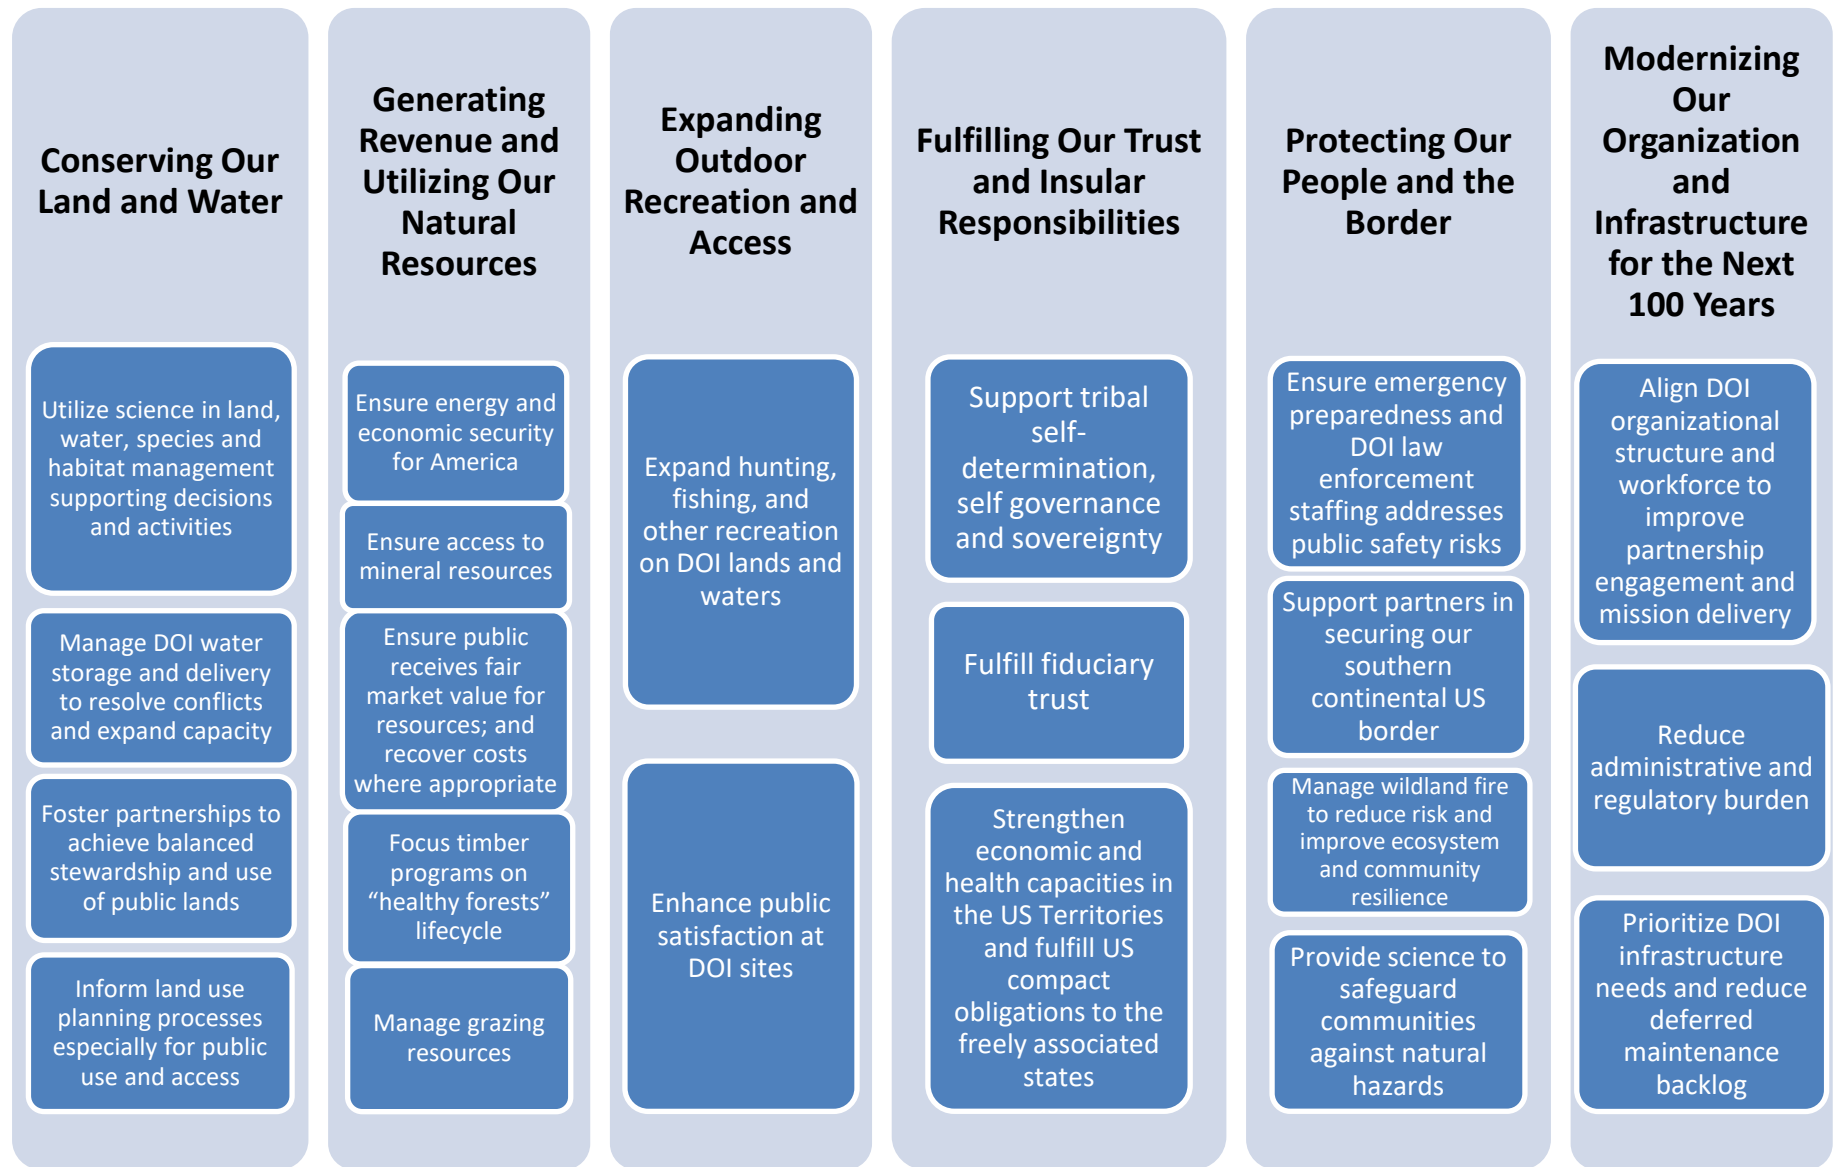 Conserving Our
Land and Water
Utilize science in land,
water, species and
habitat management
supporting decisions
and activities
Manage DOI water
storage and delivery
to resolve conflicts
and expand capacity
Foster partnerships to
achieve balanced
stewardship and use
of public lands
Inform land use
planning processes
especially for public
use and access
Generating
Revenue and
Utilizing Our
Natural
Resources
Ensure energy and
economic security
for America
Ensure access to
mineral resources
Ensure public
receives fair
market value for
resources; and
recover costs
where appropriate
Focus timber
programs on
“healthy forests”
lifecycle
Manage grazing
resources
Expanding
Outdoor
Recreation and
Access
Expand hunting,
fishing, and
other recreation
on DOI lands and
waters
Enhance public
satisfaction at
DOI sites
Fulfilling Our Trust
and Insular
Responsibilities
Support tribal
self-
determination,
self governance
and sovereignty
Fulfill fiduciary
trust
Strengthen
economic and
health capacities in
the US Territories
and fulfill US
compact
obligations to the
freely associated
states
Protecting Our
People and the
Border
Ensure emergency
preparedness and
DOI law
enforcement
staffing addresses
public safety risks
Support partners in
securing our
southern
continental US
border
Manage wildland fire
to reduce risk and
improve ecosystem
and community
resilience
Provide science to
safeguard
communities
against natural
hazards
Modernizing
Our
Organization
and
Infrastructure
for the Next
100 Years
Align DOI
organizational
structure and
workforce to
improve
partnership
engagement and
mission delivery
Reduce
administrative and
regulatory burden
Prioritize DOI
infrastructure
needs and reduce
deferred
maintenance
backlog